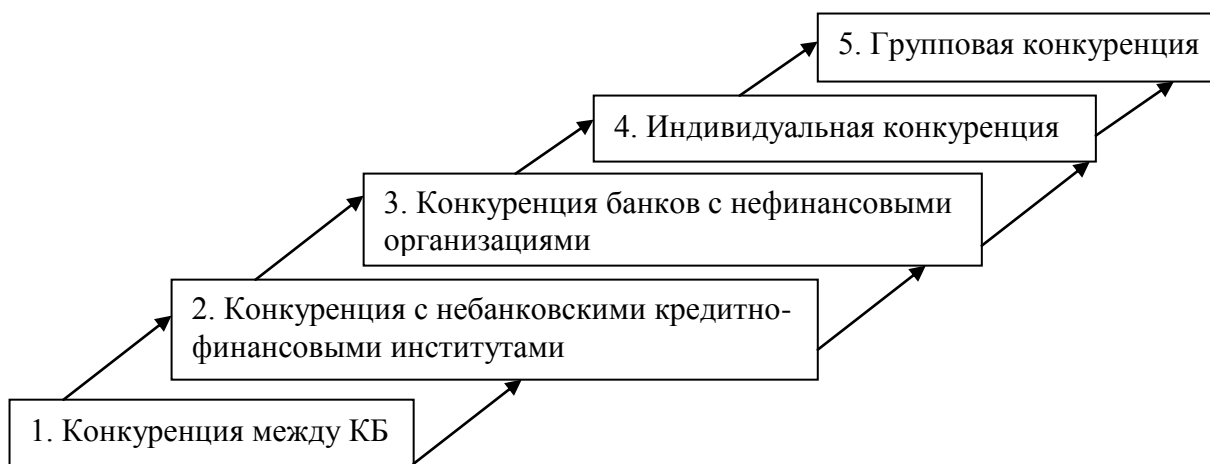 5. Групповая конкуренция
4. Индивидуальная конкуренция
3. Конкуренция банков с нефинансовыми
организациями
2. Конкуренция с небанковскими кредитно-
финансовыми институтами
1. Конкуренция между КБ